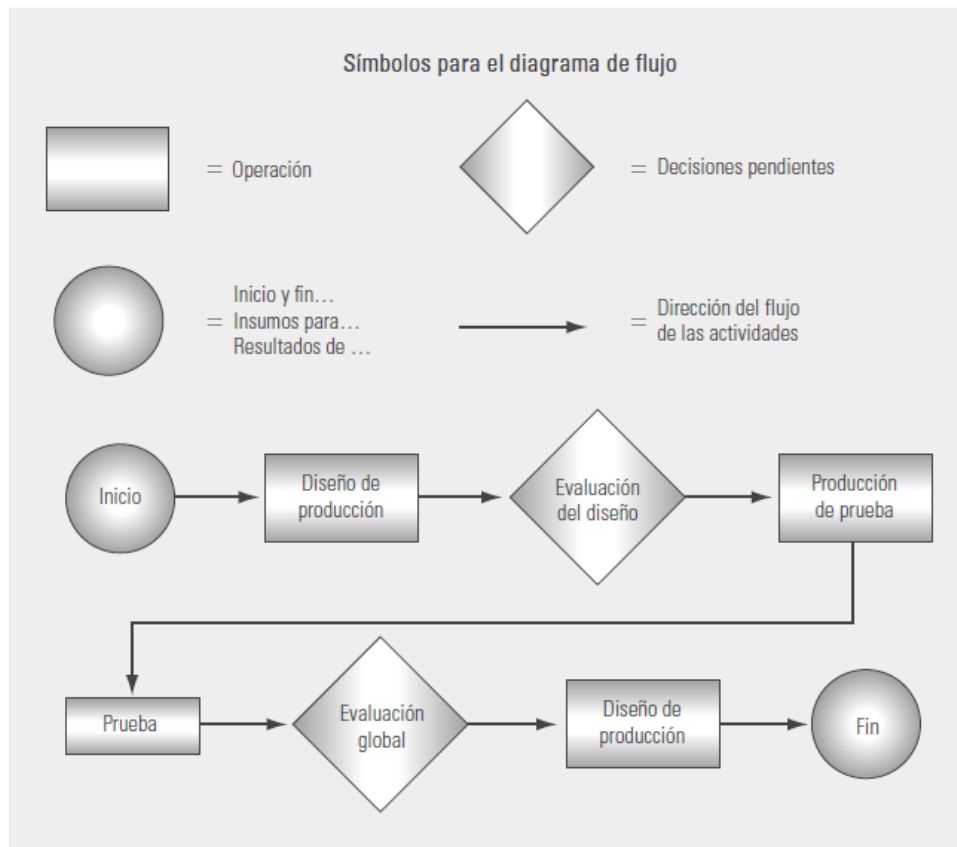 Símbolos para el diagrama de flujo
= Operación
= Decisiones pendientes
Inicio y fin…
= Insumos para…
Resultados de …
= Dirección del flujo
de las actividades
Inicio
Diseño de
producción
Evaluación
del diseño
Producción
de prueba
Prueba
Evaluación
global
Diseño de
producción
Fin